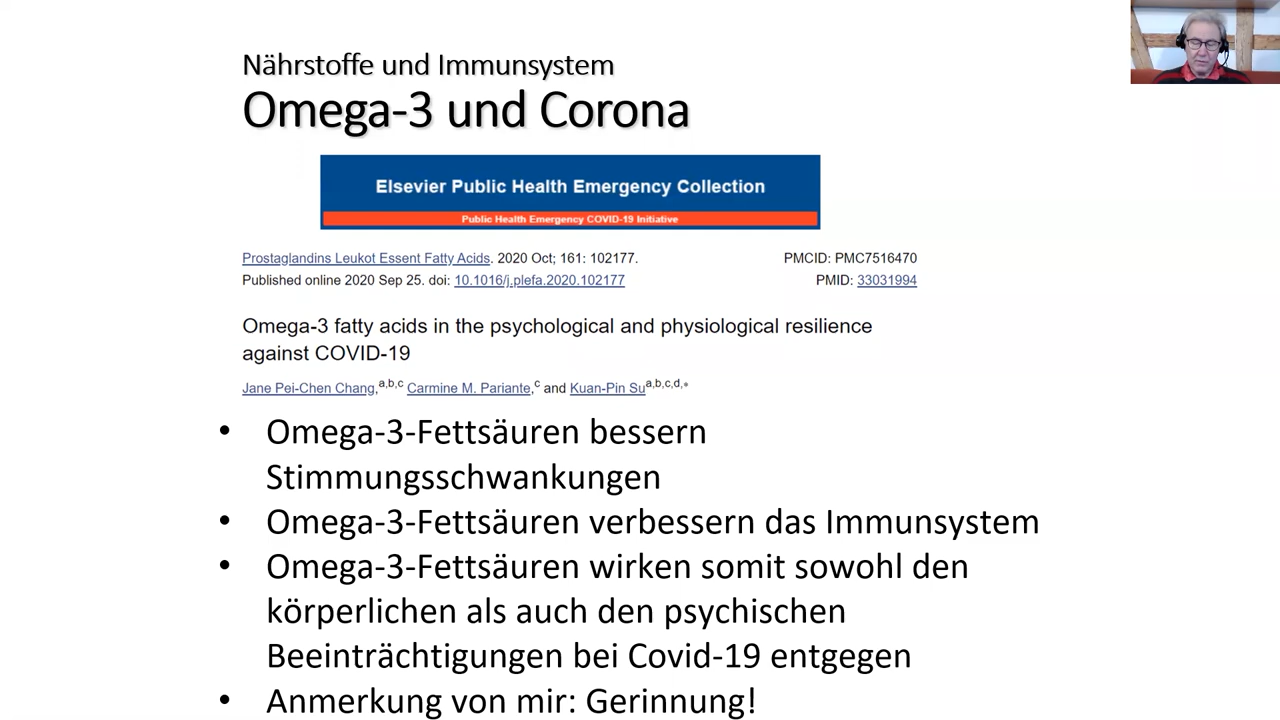 Nährstoffe und Immunsystem
Omega-3 und Corona
Elsevier Public Health Emergency Collection
Public Health Emergency COVID-19 Initiative
Prostaglandins Leukot Essent Fatty Acids. 2020 Oct; 161: 102177. PMCID: PMC7516470
Published online 2020 Sep 25. doi: 10.1016/j.plefa.2020.102177 PMID: 33031994
Omega-3 fatty acids in the psychological and physiological resilience
against COVID-19
Jane Pei-Chen Chang,a,b,c Carmine M. Pariante,c and Kuan-Pin Sua,b,c,d,*
• Omega-3-Fettsäuren bessern
Stimmungsschwankungen
• Omega-3-Fettsäuren verbessern das Immunsystem
• Omega-3-Fettsäuren wirken somit sowohl den
körperlichen als auch den psychischen
Beeinträchtigungen bei Covid-19 entgegen
• Anmerkung von mir: Gerinnung!